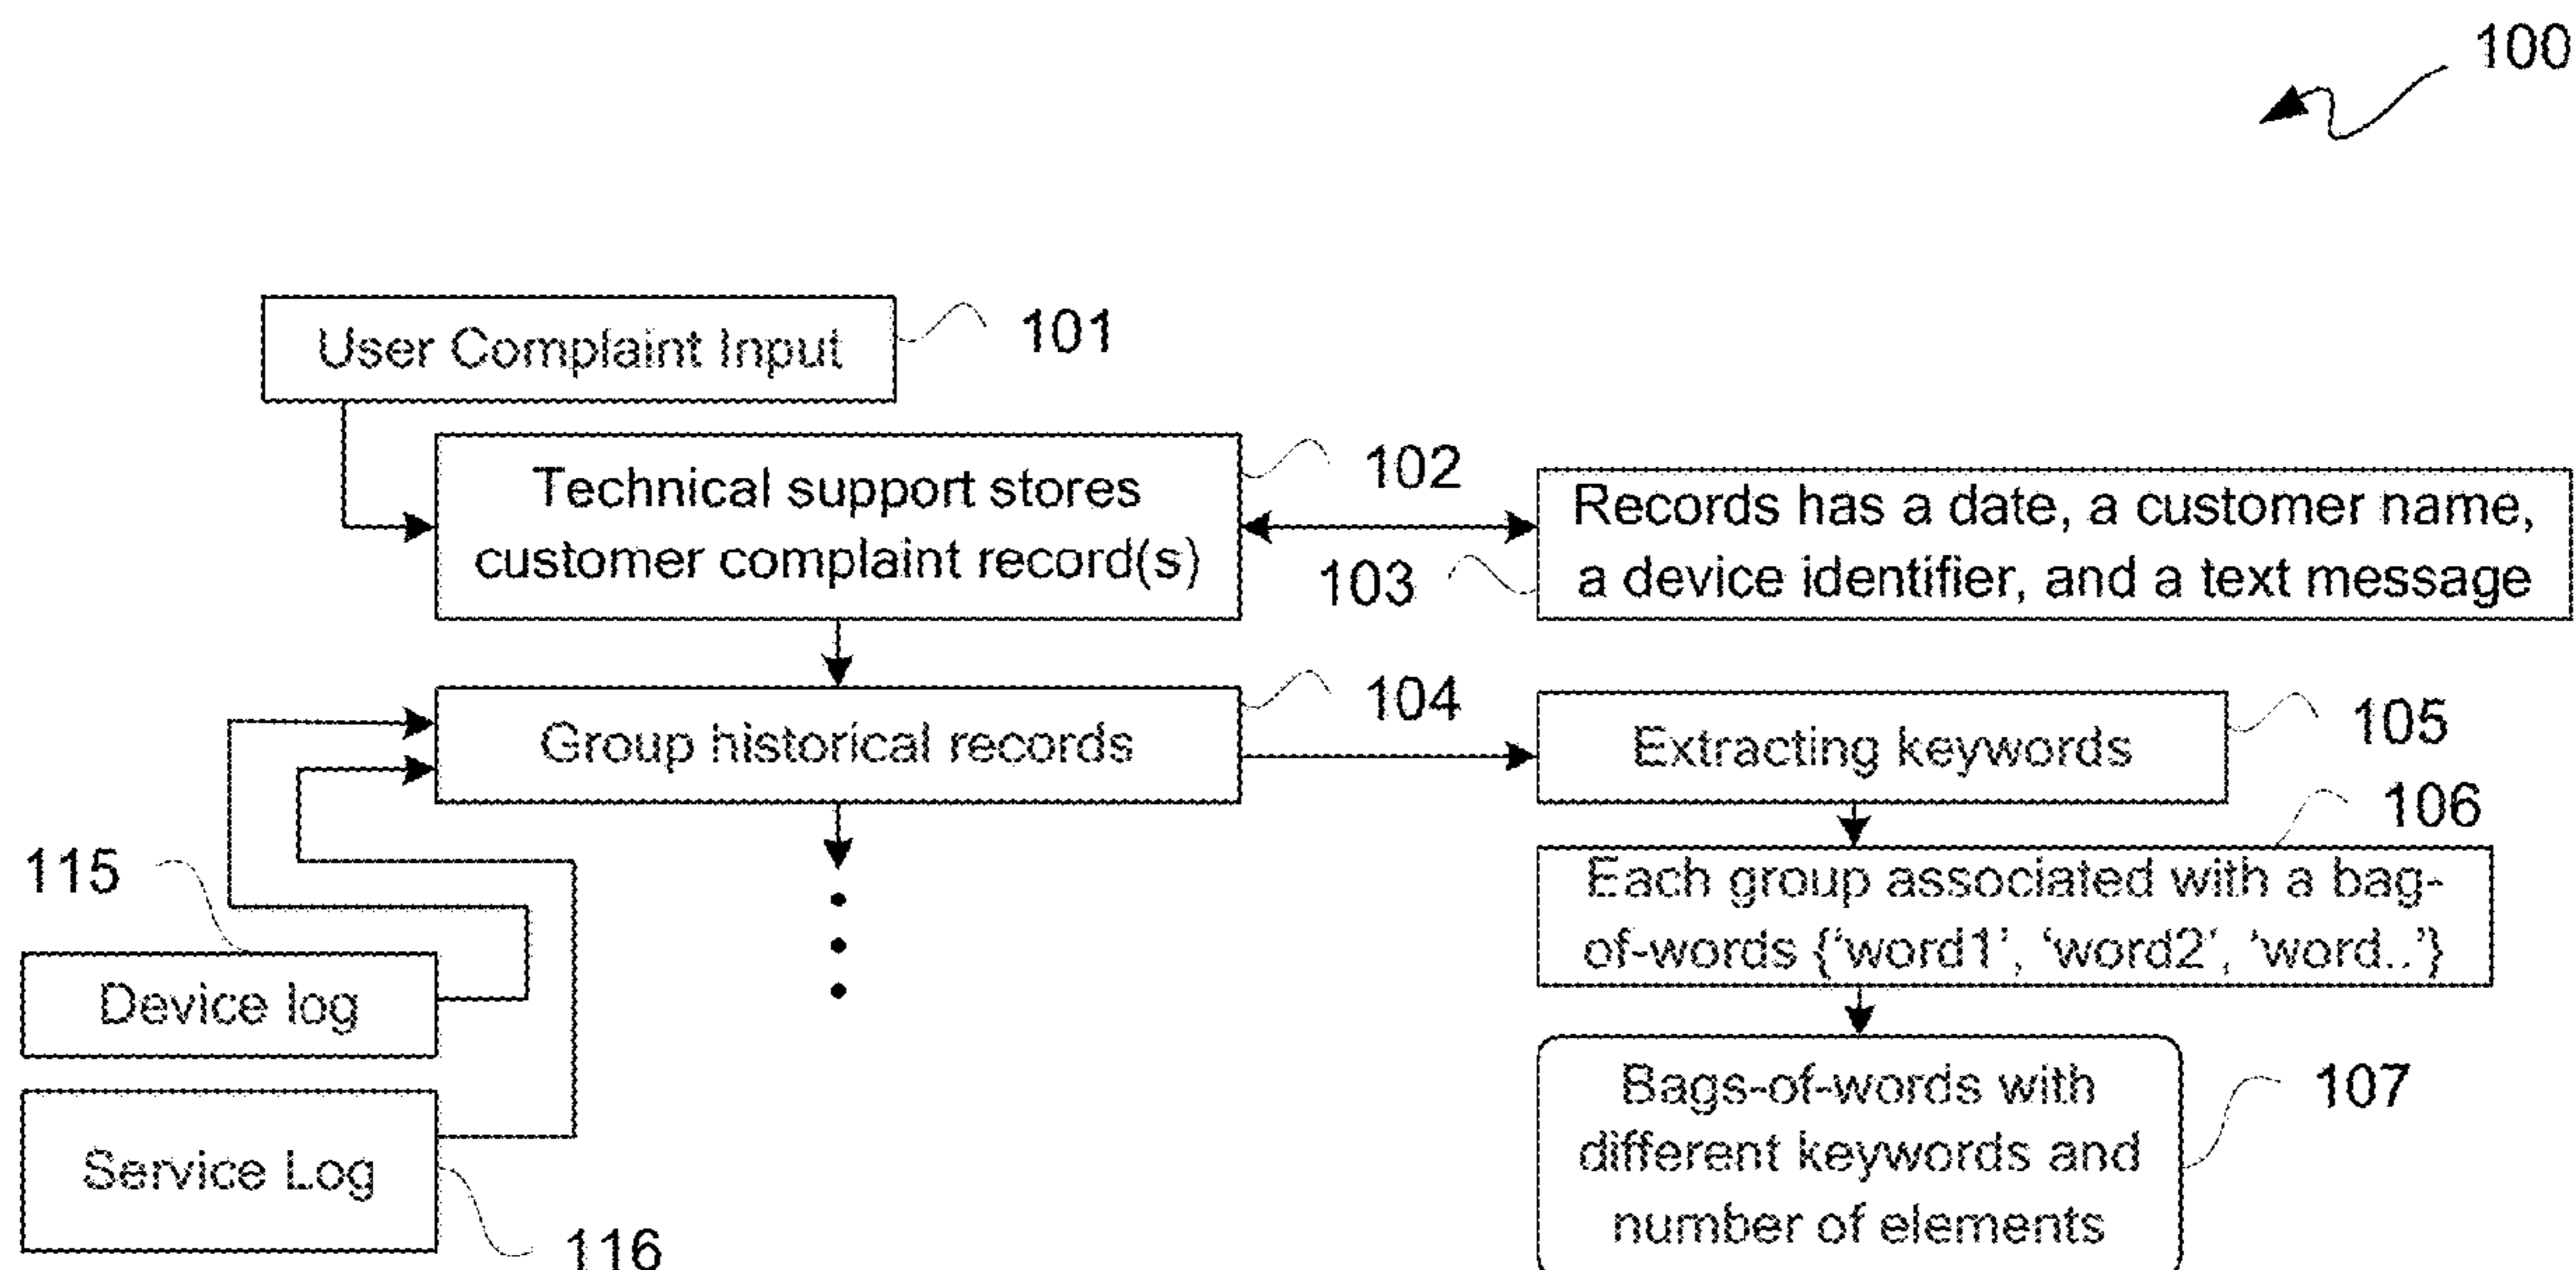 100
User Complaint Input
101
Technical support stores
customer complaint record(s)
102
Records has a date, a customer name,
a device identifier, and a text message
103
Group historical records
104
Extracting keywords
105
Each group associated with a bag-
of-words {‘word1’, ‘word2’, ‘word..’}
106
Bags-of-words with
different keywords and
number of elements
107
115
Device log
Service Log
116